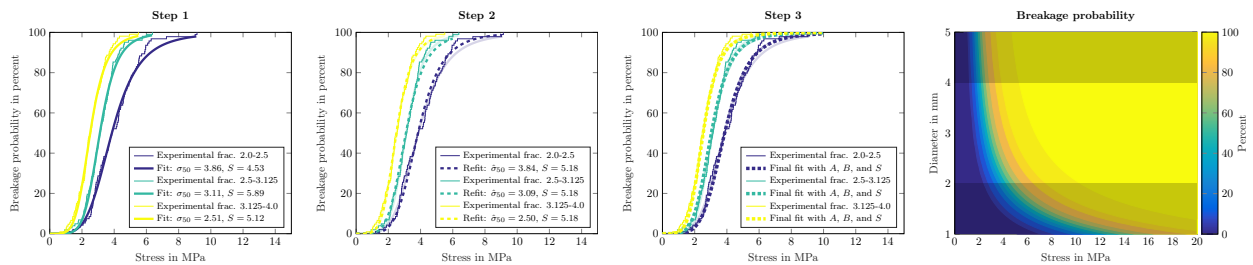 Step 1
Breakage probability in percent
100
80
60
40
20
0
0 2 4 6 8 10 12 14
Stress in MPa
Experimental frac. 2.0-2.5
Fit: σ50 = 3.86, S = 4.53
Experimental frac. 2.5-3.125
Fit: σ50 = 3.11, S = 5.89
Experimental frac. 3.125-4.0
Fit: σ50 = 2.51, S = 5.12
Step 2
Breakage probability in percent
100
80
60
40
20
0
0 2 4 6 8 10 12 14
Stress in MPa
Experimental frac. 2.0-2.5
Refit: σ50 = 3.84, S = 5.18
Experimental frac. 2.5-3.125
Refit: σ50 = 3.09, S = 5.18
Experimental frac. 3.125-4.0
Refit: σ50 = 2.50, S = 5.18
Step 3
Breakage probability in percent
100
80
60
40
20
0
0 2 4 6 8 10 12 14
Stress in MPa
Experimental frac. 2.0-2.5
Final fit with A, B, and S
Experimental frac. 2.5-3.125
Final fit with A, B, and S
Experimental frac. 3.125-4.0
Final fit with A, B, and S
Breakage probability
Diameter in mm
5
4
3
2
1
0 2 4 6 8 10 12 14 16 18 20
Stress in MPa
100
80
60
40
20
0
Percent